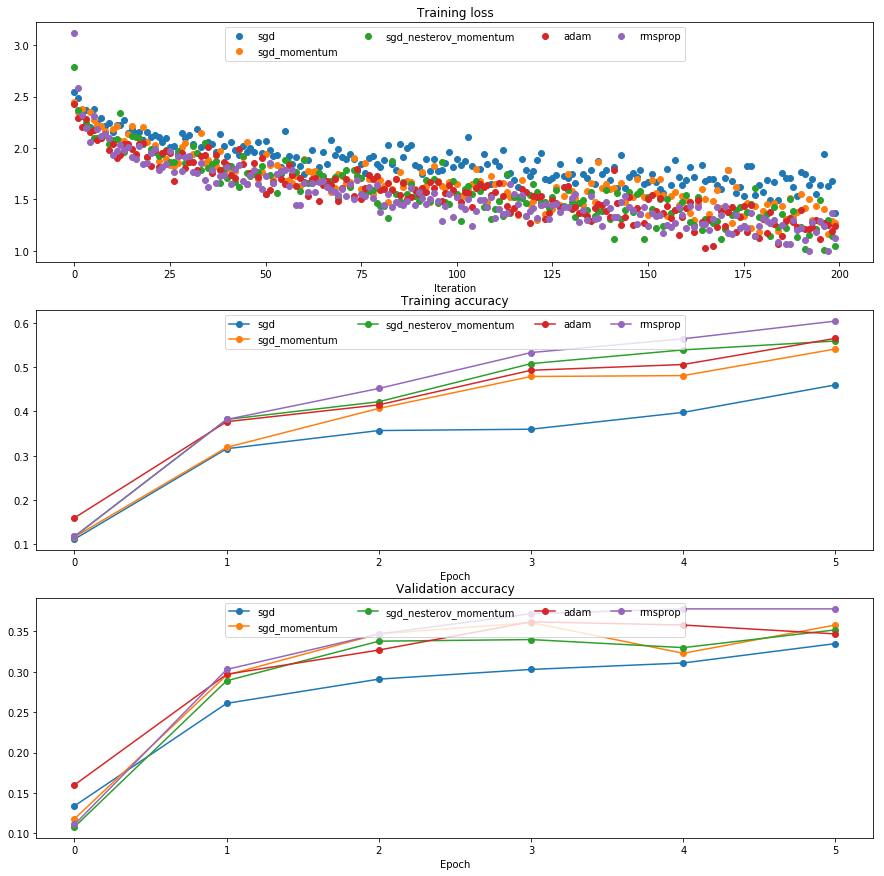 Training loss
sgd sgd_nesterov_momentum adam rmsprop
sgd_momentum
3.0
2.5
2.0
1.5
1.0
0 25 50 75 100 125 150 175 200
Iteration
Training accuracy
sgd sgd_nesterov_momentum adam rmsprop
sgd_momentum
0.6
0.5
0.4
0.3
0.2
0.1
0 1 2 3 4 5
Epoch
Validation accuracy
sgd sgd_nesterov_momentum adam rmsprop
sgd_momentum
0.35
0.30
0.25
0.20
0.15
0.10
0 1 2 3 4 5
Epoch